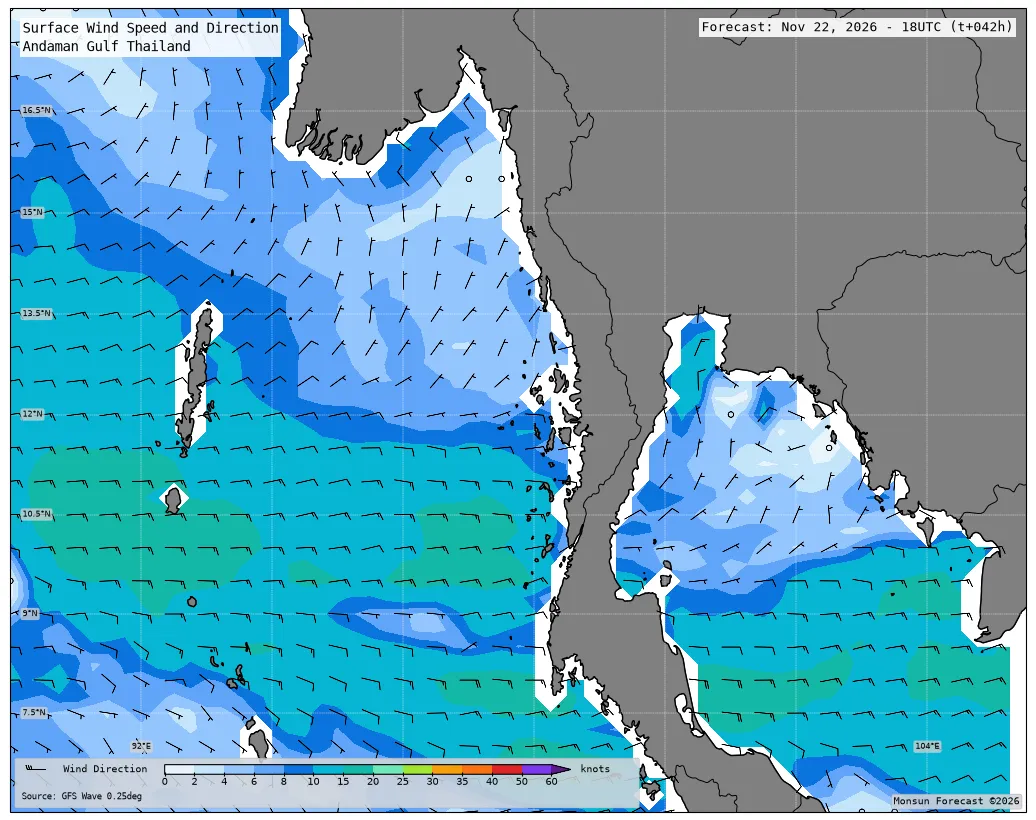 Surface Wind Speed and Direction
Andaman Gulf Thailand
Forecast: Nov 22, 2026 - 18UTC (t+042h)
16.5°N
15°N
13.5°N
12°N
10.5°N
9°N
7.5°N
92°E
104°E
Wind Direction
0 2 4 6 8 10 15 20 25 30 35 40 50 60
knots
Source: GFS Wave 0.25deg
Monsun Forecast ©2026